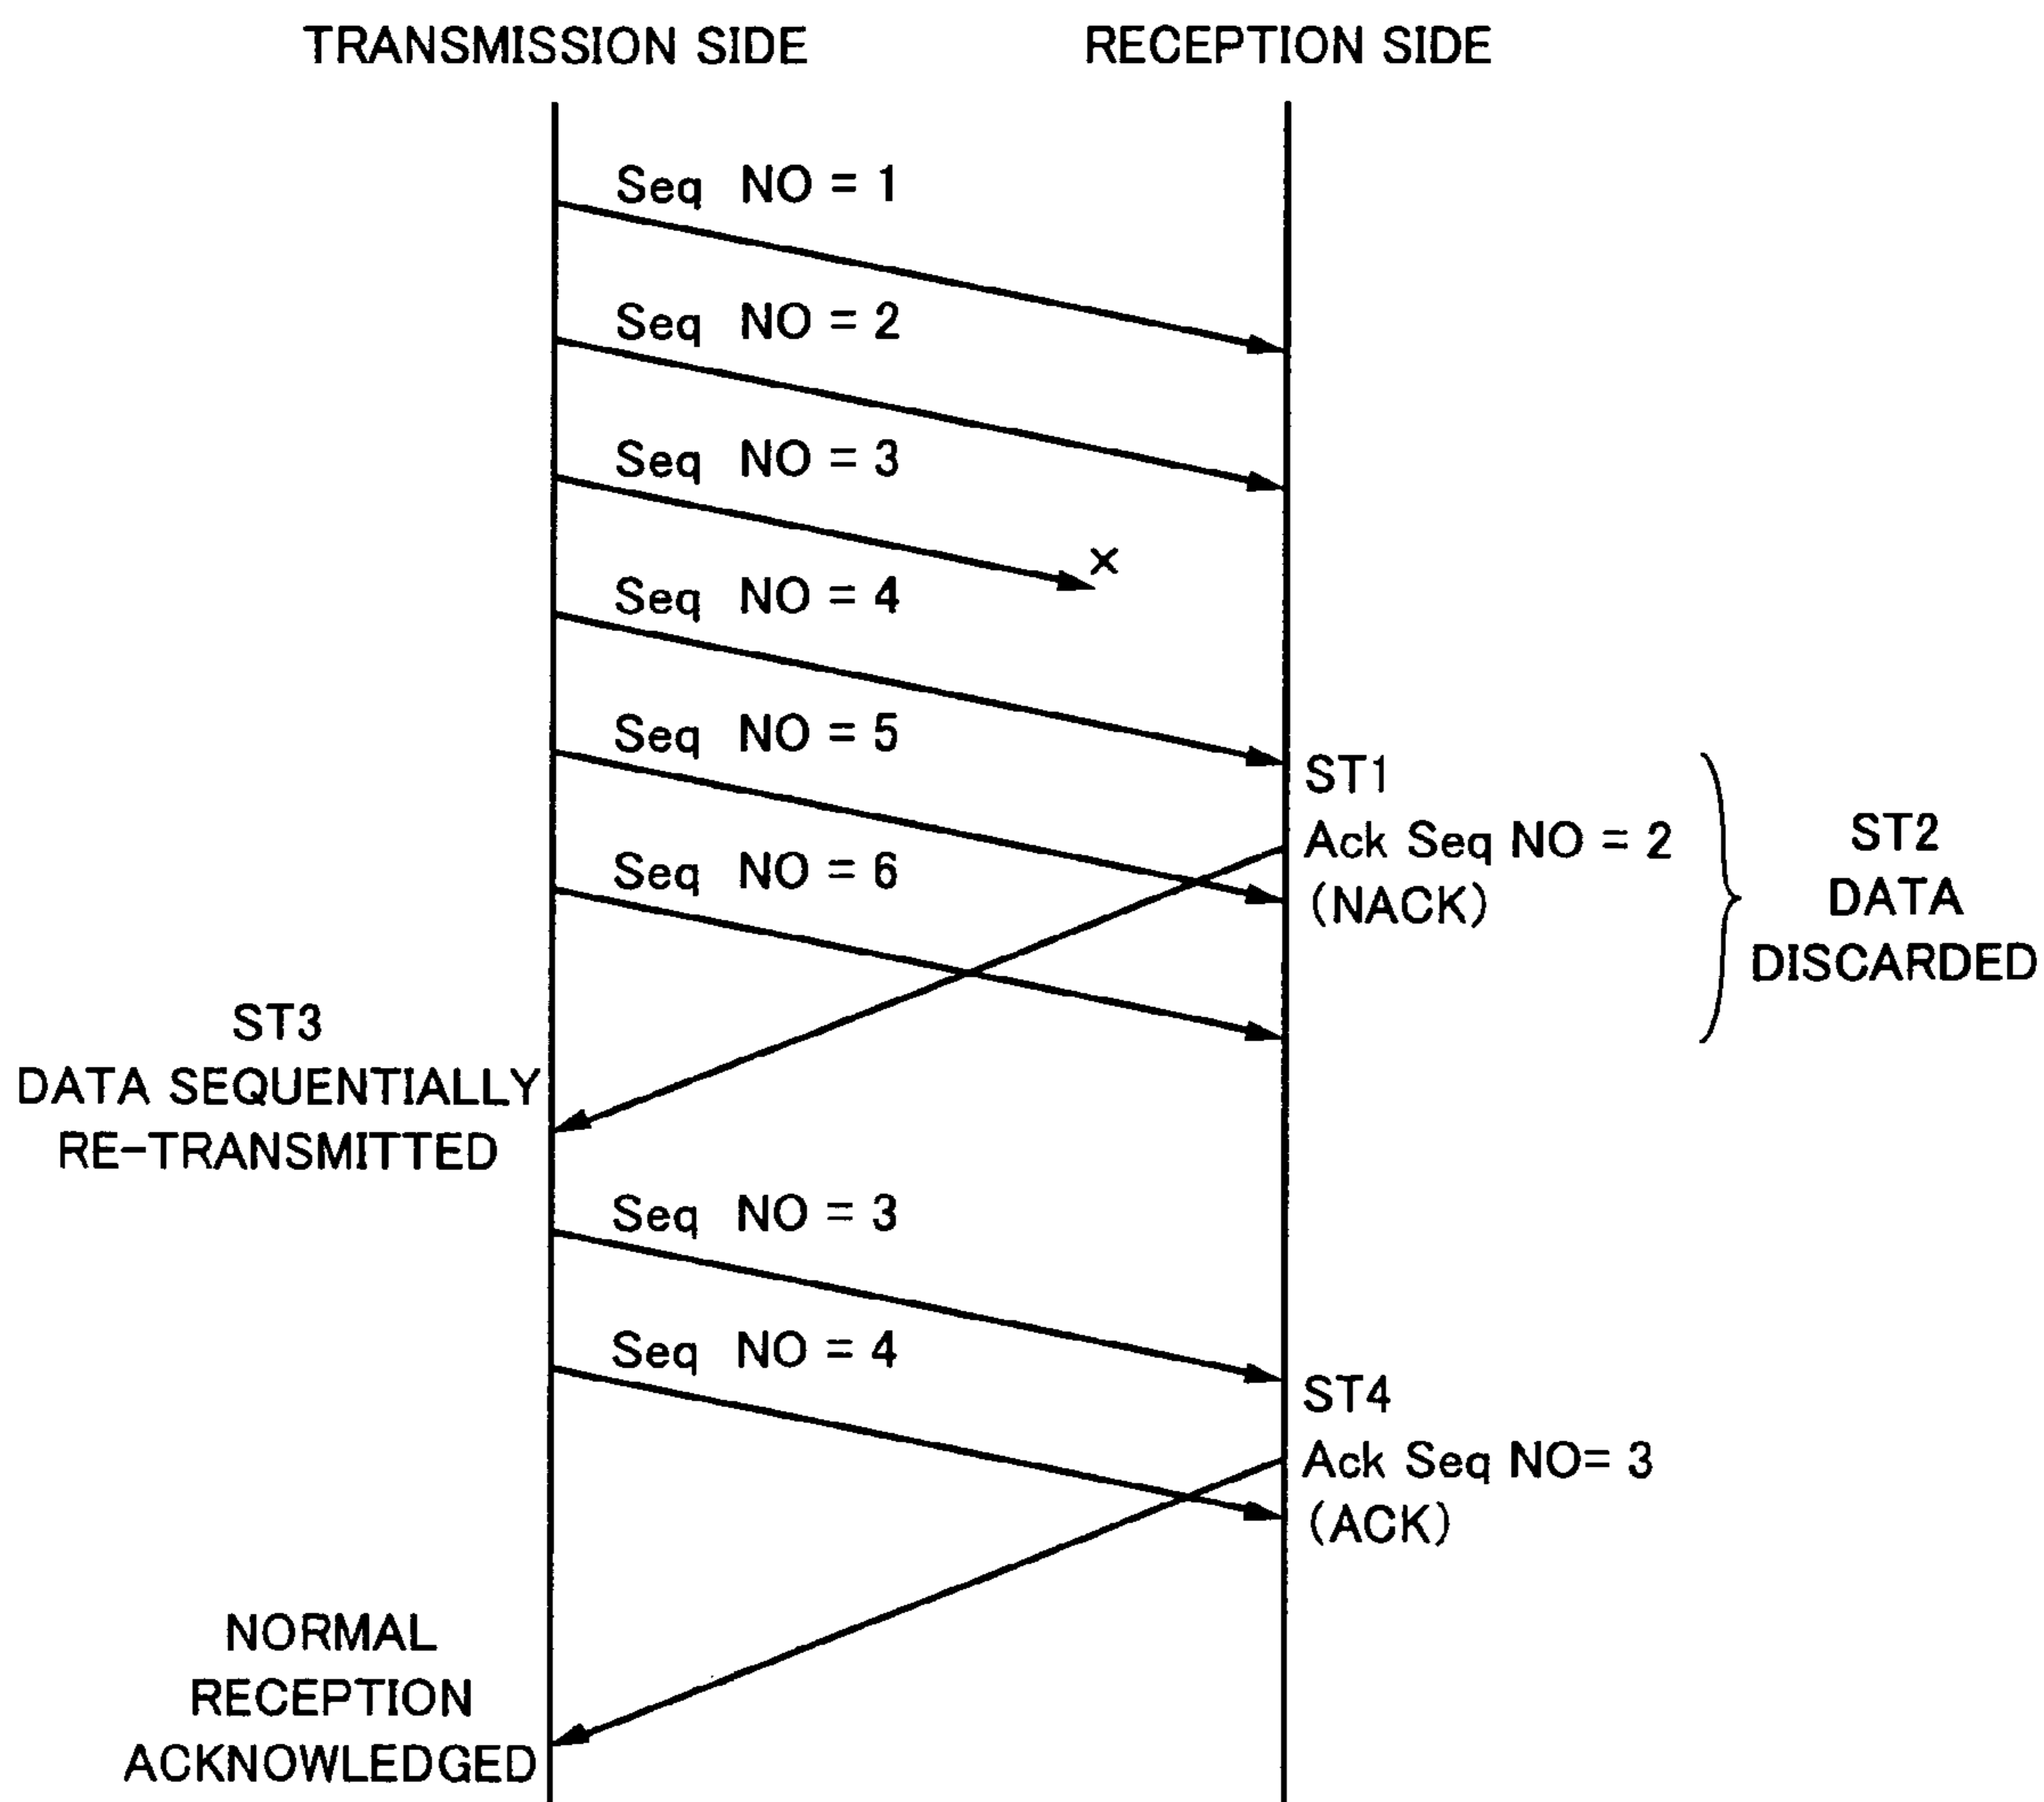 TRANSMISSION SIDE
RECEPTION SIDE
Seq NO = 1
Seq NO = 2
Seq NO = 3
x
Seq NO = 4
Seq NO = 5
ST1
Ack Seq NO = 2
(NACK)
ST2
DATA
DISCARDED
Seq NO = 6
ST3
DATA SEQUENTIALLY
RE-TRANSMITTED
Seq NO = 3
Seq NO = 4
ST4
Ack Seq NO= 3
(ACK)
NORMAL
RECEPTION
ACKNOWLEDGED